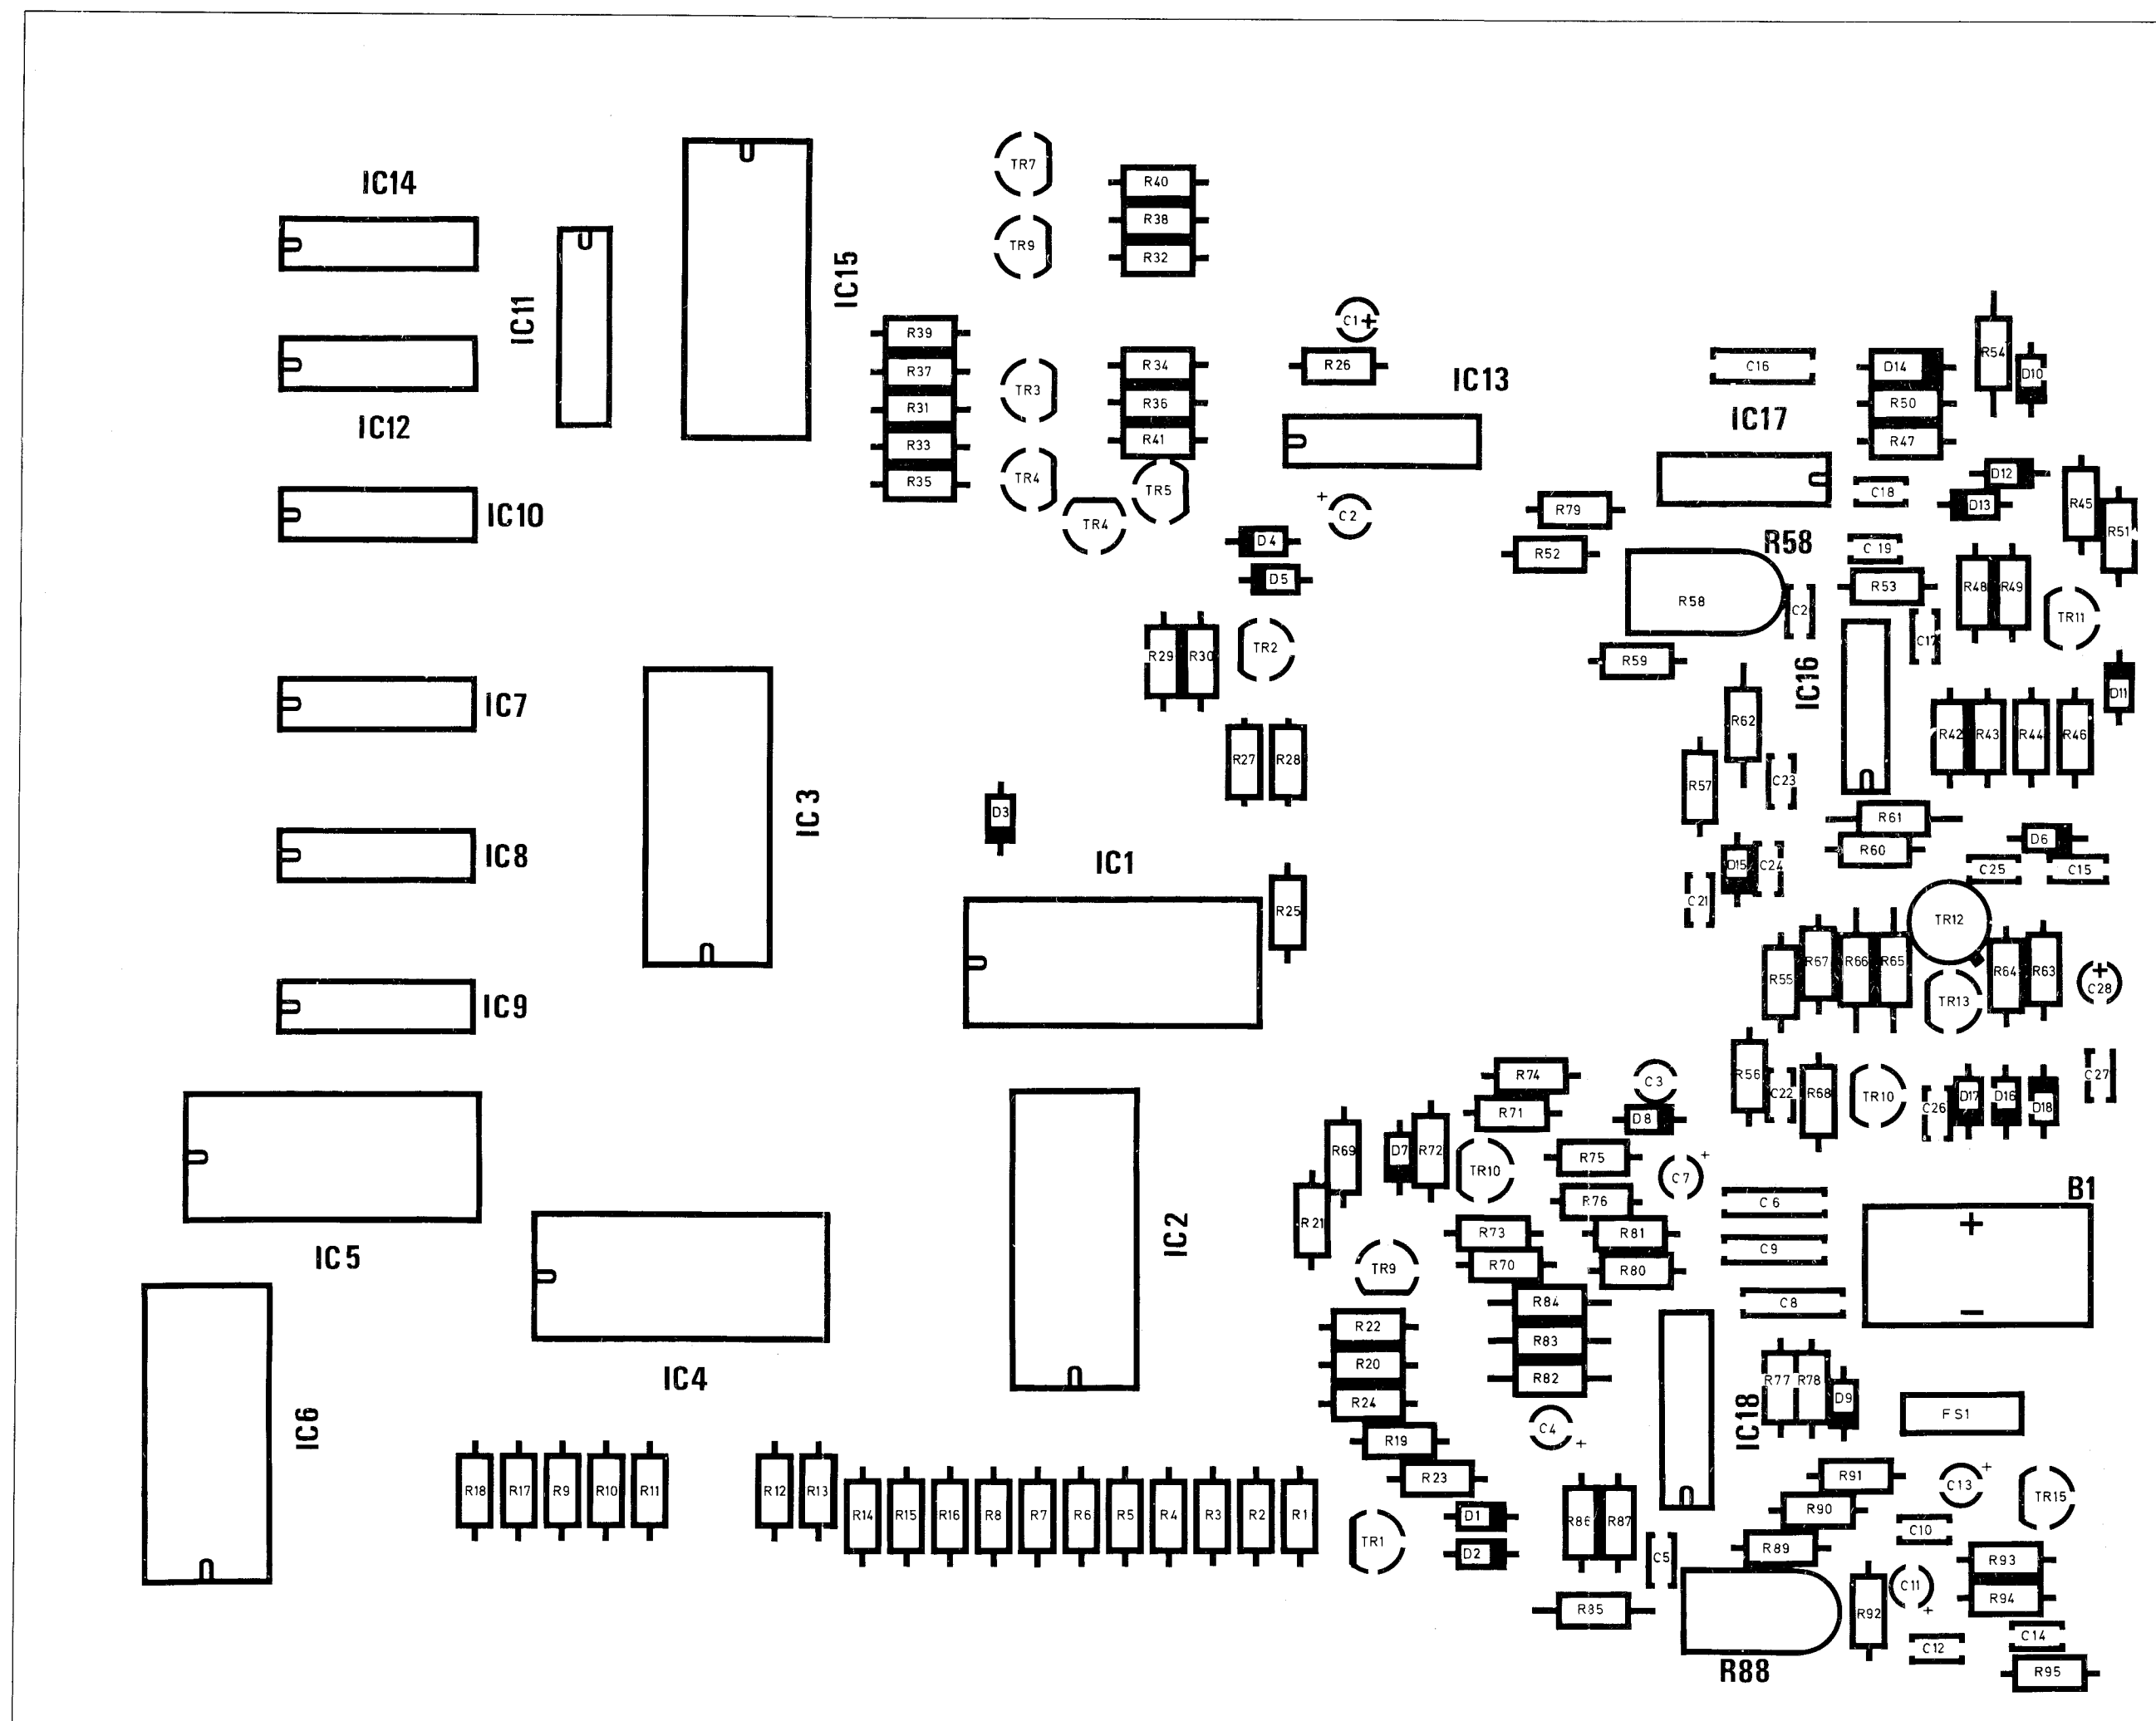 TR7
R40
IC14
R38
TR9
R32
IC15
IC11
C1+
R39
R54
R34
R26
C16
D14
R37
D10
IC13
TR3
R36
R50
R31
IC17
IC12
R41
R47
R33
D12
TR4
R35
TR5
C18
D13
R45
R79
IC10
+
C2
TR4
R51
D4
R58
C 19
R52
D5
R53
R48
R49
R58
C2
TR11
TR2
C17
R29
R30
R59
IC16
D11
IC7
R62
R42
R43
R44
R46
R27
R28
C23
R57
D3
IC3
R61
D6
IC8
IC1
R60
D15
C24
C25
C15
C21
R25
TR12
R67
R66
R65
R64
R63
R55
C28
+
IC9
TR13
R74
R56
C3
C27
C22
R68
TR10
C26
D17
D16
D18
R71
D8
R69
D7
R72
R75
TR10
C7
+
B1
R76
C6
R21
+
IC2
R73
R81
C9
IC5
R70
R80
TR9
R84
C8
−
R22
R83
R20
R82
R77
R78
IC4
R24
D9
IC6
C4
+
IC18
FS1
R19
R23
R91
+
R18
R17
R9
R10
R11
R12
R13
C13
TR15
R14
R15
R16
R8
R7
R6
R5
R4
R3
R2
R1
D1
R86
R87
R90
C10
TR1
D2
R89
C5
R93
C11
+
R94
R85
R92
C14
C12
R88
R95